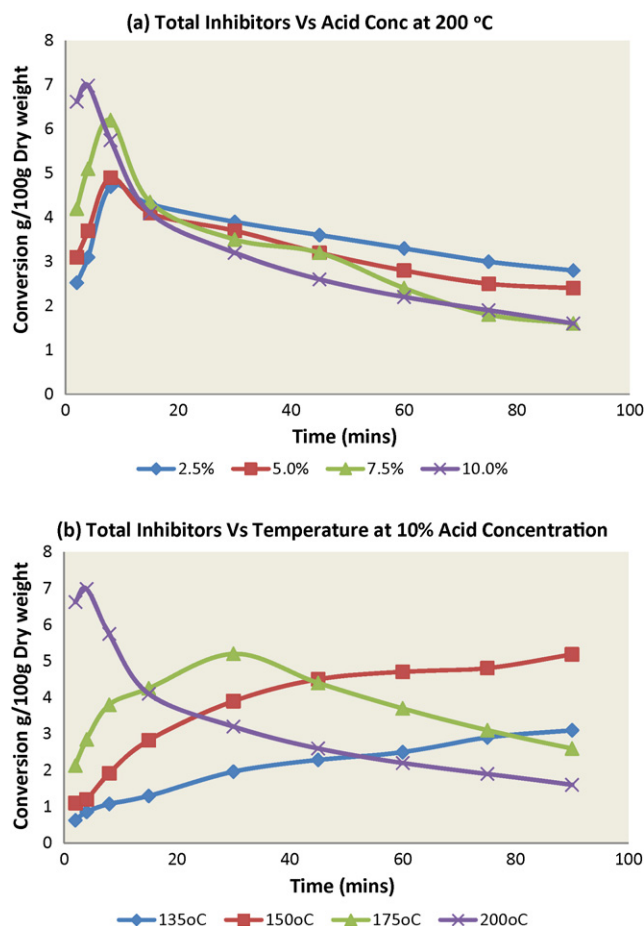 (a) Total Inhibitors Vs Acid Conc at 200 ºC
Conversion g/100g Dry weight
8
7
6
5
4
3
2
1
0
0 20 40 60 80 100
Time (mins)
2.5% 5.0% 7.5% 10.0%
(b) Total Inhibitors Vs Temperature at 10% Acid Concentration
Conversion g/100g Dry weight
8
7
6
5
4
3
2
1
0
0 20 40 60 80 100
Time (mins)
135oC 150oC 175oC 200oC